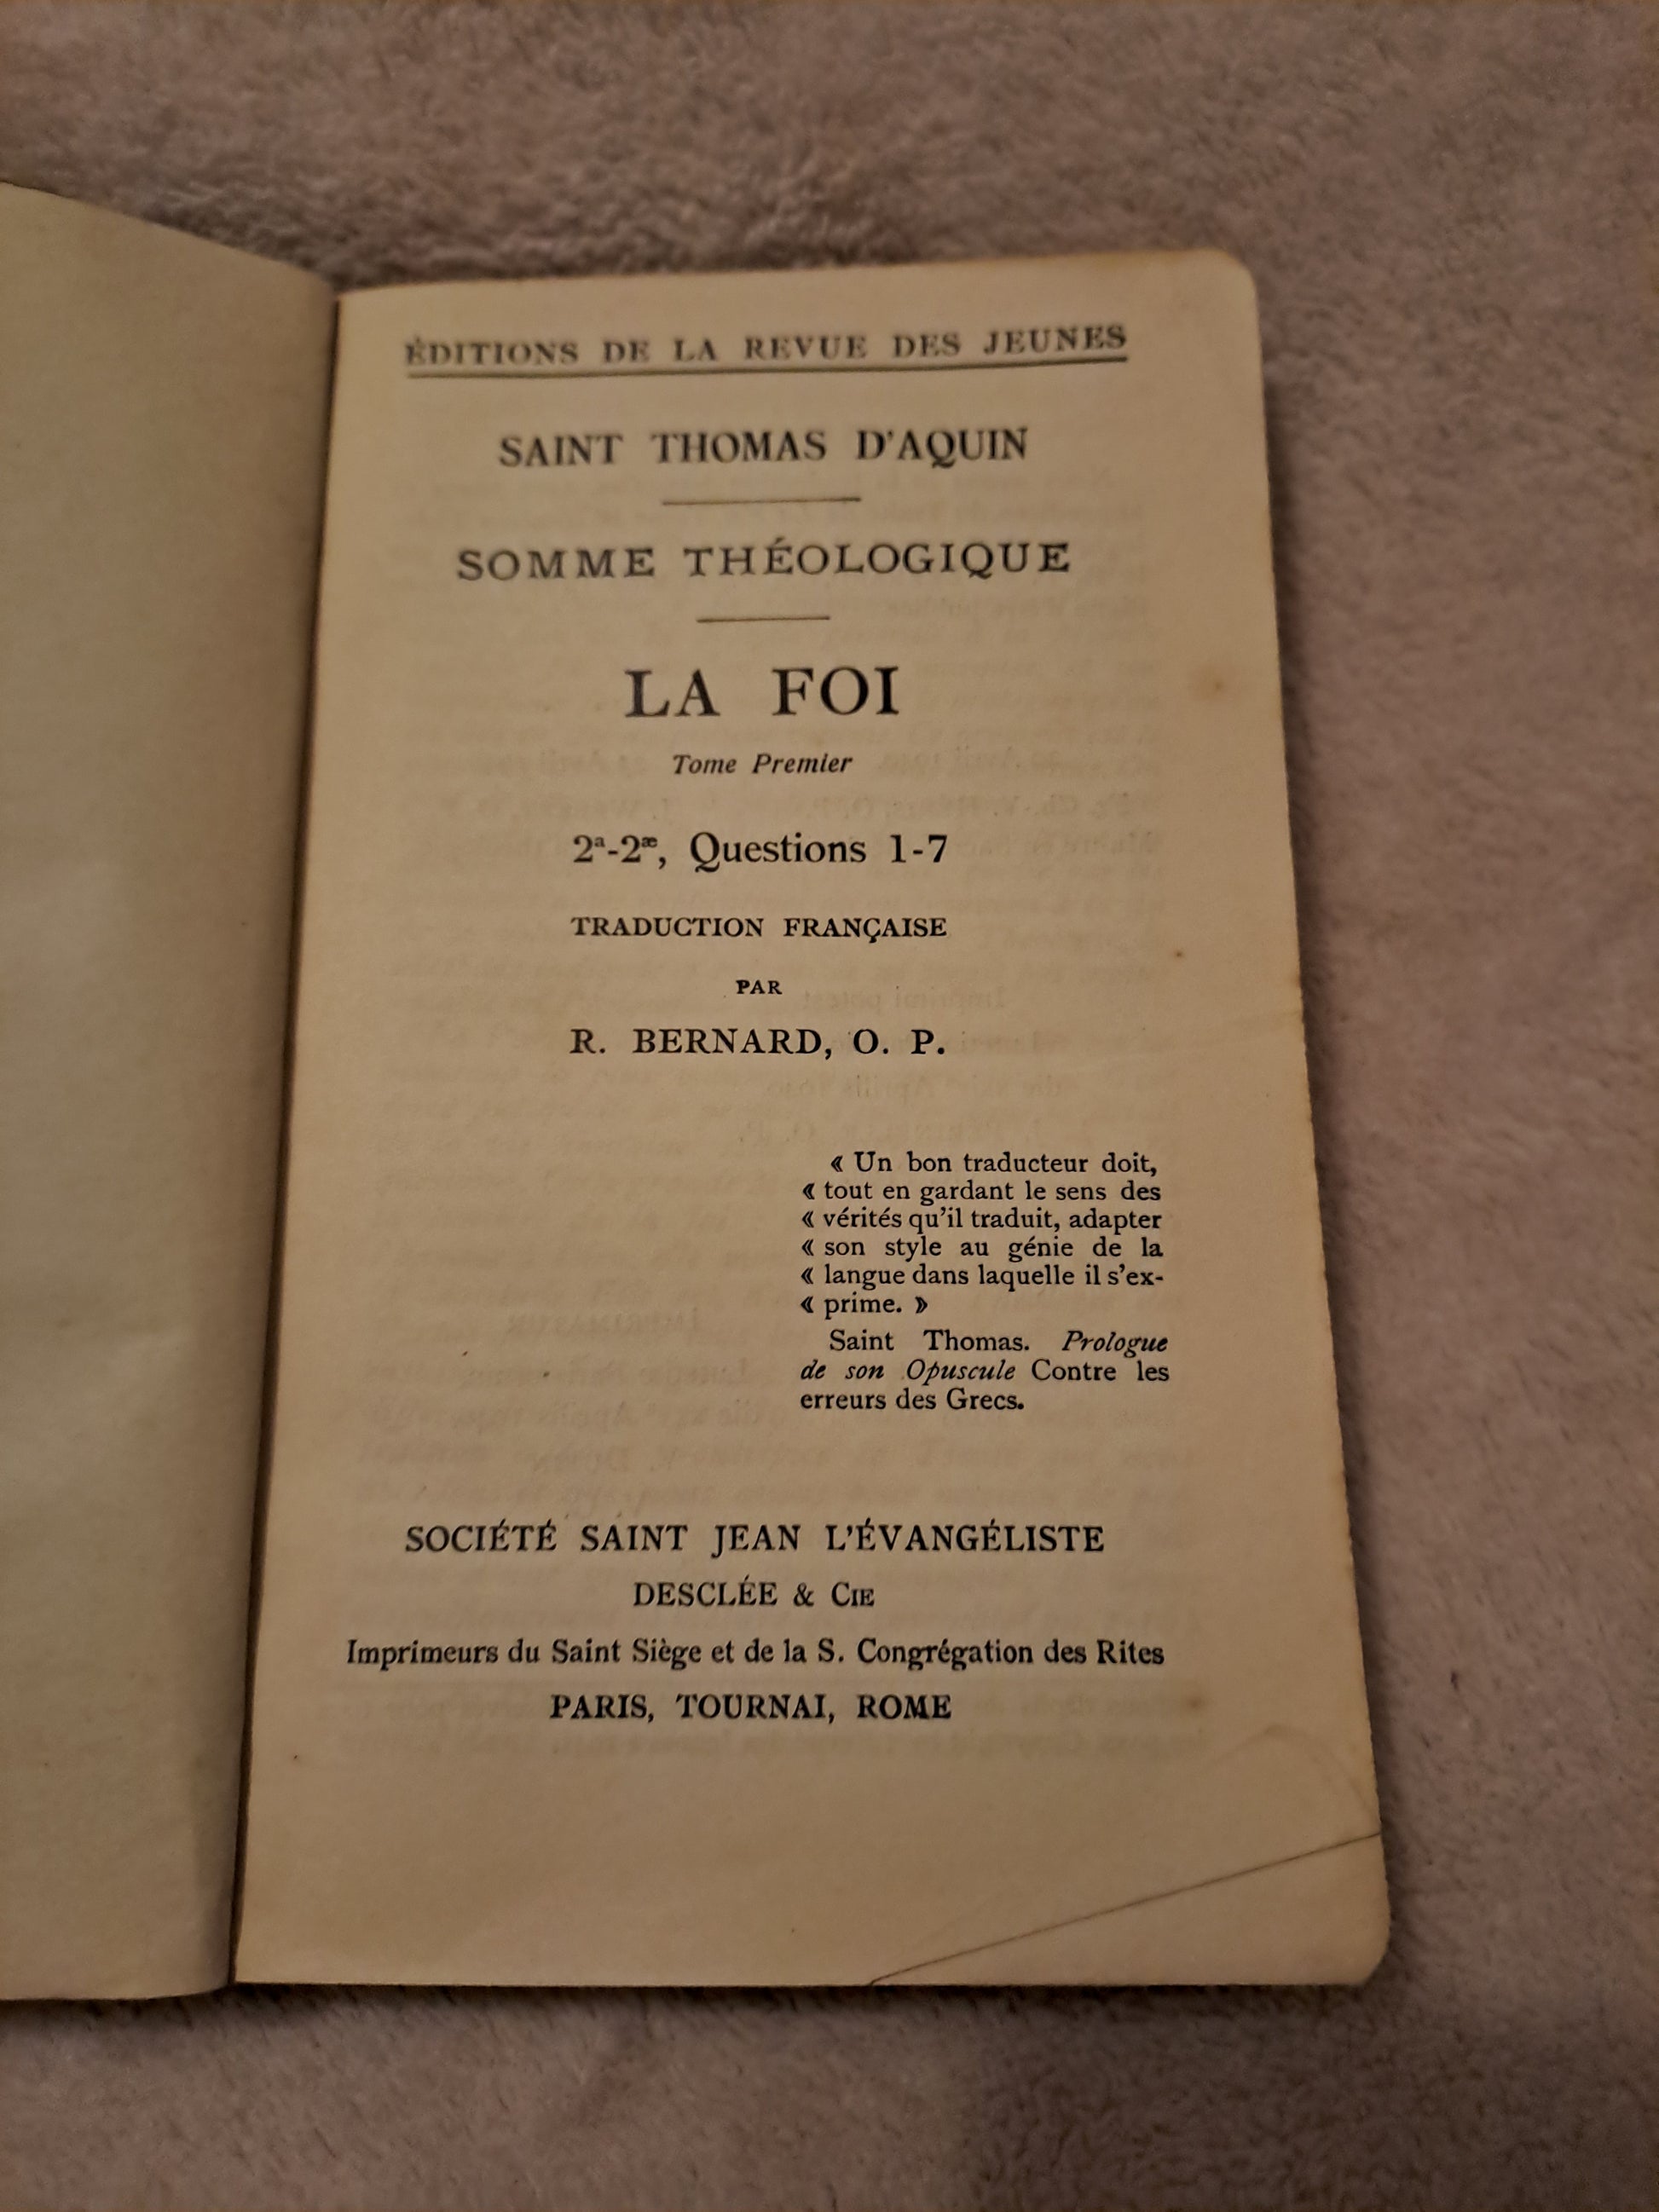 ÉDITIONS DE LA REVUE DES JEUNES
SAINT THOMAS D'AQUIN
SOMME THÉOLOGIQUE
LA FOI
Tome Premier
2ª-2ᵆ, Questions 1-7
TRADUCTION FRANÇAISE
PAR
R. BERNARD, O. P.
« Un bon traducteur doit,
« tout en gardant le sens des
« vérités qu'il traduit, adapter
« son style au génie de la
« langue dans laquelle il s'ex-
« prime. »
Saint Thomas. Prologue
de son Opuscule Contre les
erreurs des Grecs.
SOCIÉTÉ SAINT JEAN L'ÉVANGÉLISTE
DESCLÉE & CIE
Imprimeurs du Saint Siège et de la S. Congrégation des Rites
PARIS, TOURNAI, ROME